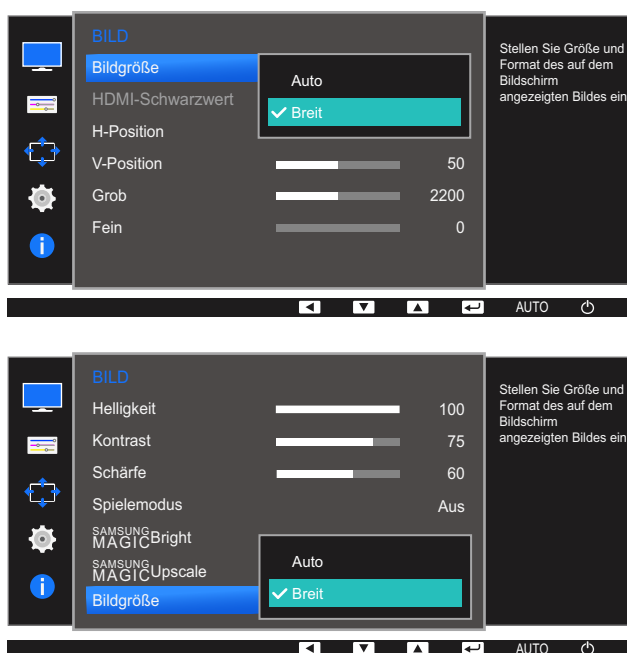 BILD
Bildgröße
Auto
Breit
HDMI-Schwarzwert
H-Position
V-Position 50
Grob 2200
Fein 0
Stellen Sie Größe und
Format des auf dem
Bildschirm
angezeigten Bildes ein
AUTO
BILD
Helligkeit 100
Kontrast 75
Schärfe 60
Spielemodus Aus
SAMSUNG
MAGICBright
SAMSUNG
MAGICUpscale
Bildgröße
Auto
Breit
Stellen Sie Größe und
Format des auf dem
Bildschirm
angezeigten Bildes ein
AUTO